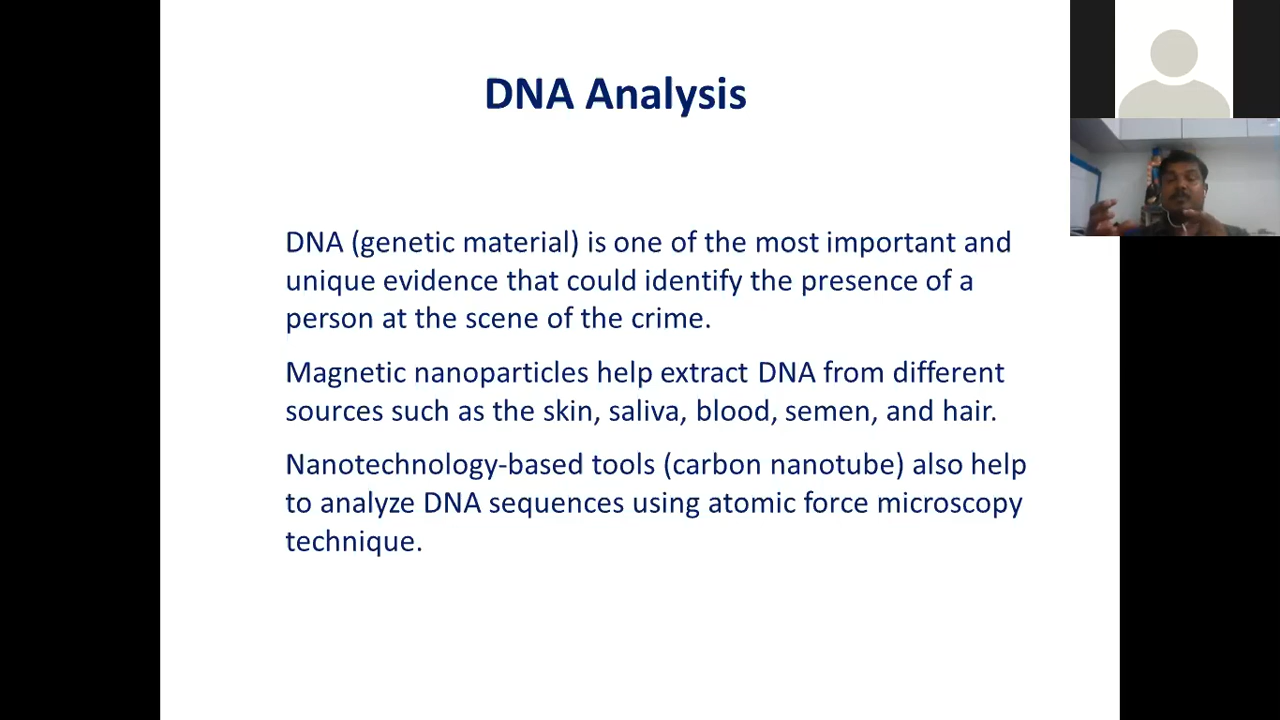 DNA Analysis
DNA (genetic material) is one of the most important and
unique evidence that could identify the presence of a
person at the scene of the crime.
Magnetic nanoparticles help extract DNA from different
sources such as the skin, saliva, blood, semen, and hair.
Nanotechnology-based tools (carbon nanotube) also help
to analyze DNA sequences using atomic force microscopy
technique.